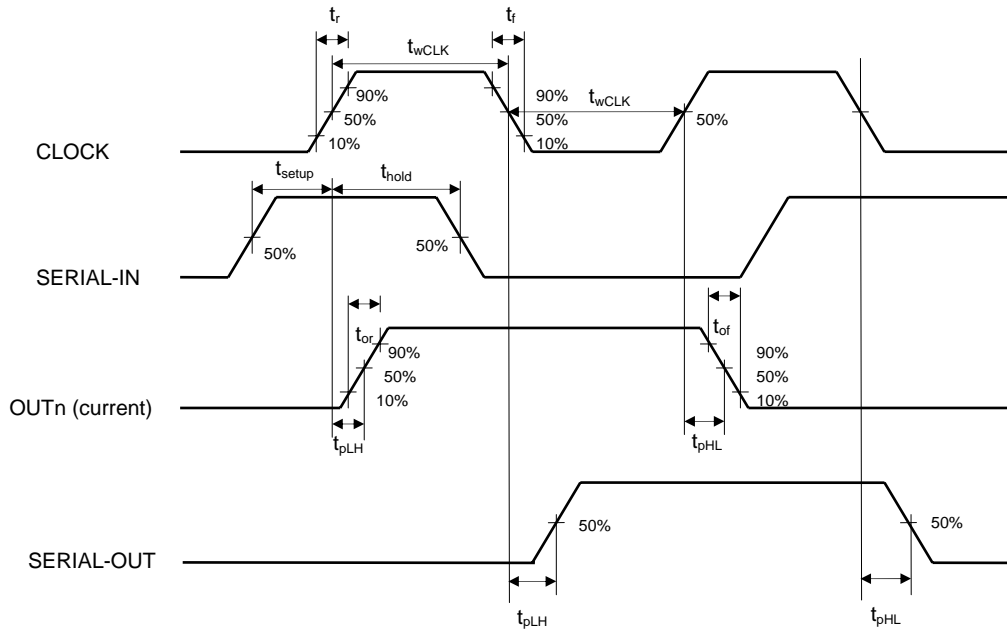 tr
tf
twCLK
90%
50%
10%
90%
50%
10%
twCLK
50%
CLOCK
tsetup
thold
50%
50%
SERIAL-IN
tor
90%
50%
10%
tof
90%
50%
10%
OUTn (current)
tpLH
tpHL
50%
50%
SERIAL-OUT
tpLH
tpHL